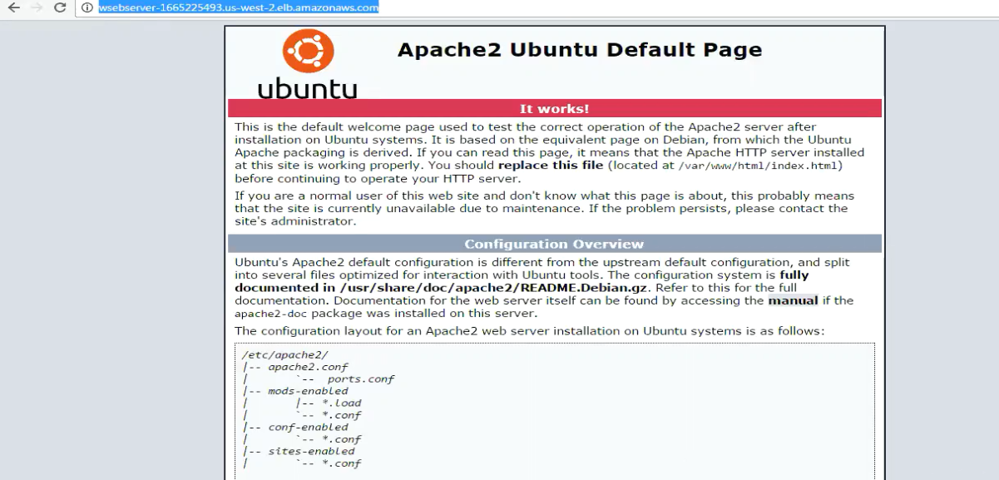 wsebserver-1665225493.us-west-2.elb.amazonaws.com
ubuntu
Apache2 Ubuntu Default Page
It works!
This is the default welcome page used to test the correct operation of the Apache2 server after
installation on Ubuntu systems. It is based on the equivalent page on Debian, from which the Ubuntu
Apache packaging is derived. If you can read this page, it means that the Apache HTTP server installed
at this site is working properly. You should replace this file (located at /var/www/html/index.html)
before continuing to operate your HTTP server.
If you are a normal user of this web site and don't know what this page is about, this probably means
that the site is currently unavailable due to maintenance. If the problem persists, please contact the
site's administrator.
Configuration Overview
Ubuntu's Apache2 default configuration is different from the upstream default configuration, and split
into several files optimized for interaction with Ubuntu tools. The configuration system is fully
documented in /usr/share/doc/apache2/README.Debian.gz. Refer to this for the full
documentation. Documentation for the web server itself can be found by accessing the manual if the
apache2-doc package was installed on this server.
The configuration layout for an Apache2 web server installation on Ubuntu systems is as follows:
/etc/apache2/
|-- apache2.conf
|       `--  ports.conf
|-- mods-enabled
|       |-- *.load
|       `-- *.conf
|-- conf-enabled
|       `-- *.conf
|-- sites-enabled
|       `-- *.conf